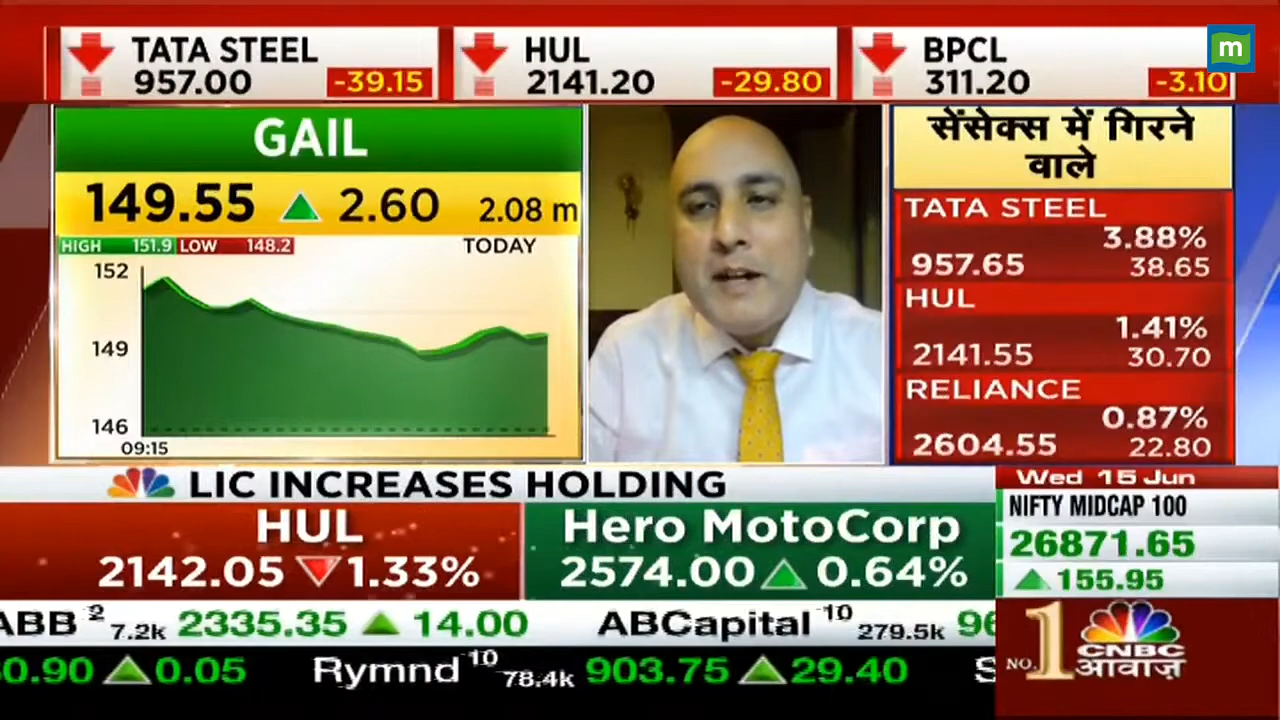 TATA STEEL
957.00 -39.15
HUL
2141.20 -29.80
BPCL
311.20 -3.10
m
GAIL
149.55 ▲ 2.60 2.08 m
HIGH 151.9 LOW 148.2 TODAY
152
149
146
09:15
सेंसेक्स में गिरने
वाले
TATA STEEL
3.88%
957.65 38.65
HUL
1.41%
2141.55 30.70
RELIANCE
0.87%
2604.55 22.80
LIC INCREASES HOLDING
HUL
2142.05 ▼ 1.33%
Hero MotoCorp
2574.00 ▲ 0.64%
Wed 15 Jun
NIFTY MIDCAP 100
26871.65
▲ 155.95
ABB 2 7.2k 2335.35 ▲ 14.00 ABCapital 10 279.5k
0.90 ▲ 0.05 Rymnd 10 78.4k 903.75 ▲ 29.40
NO.1 CNBC
आवाज़